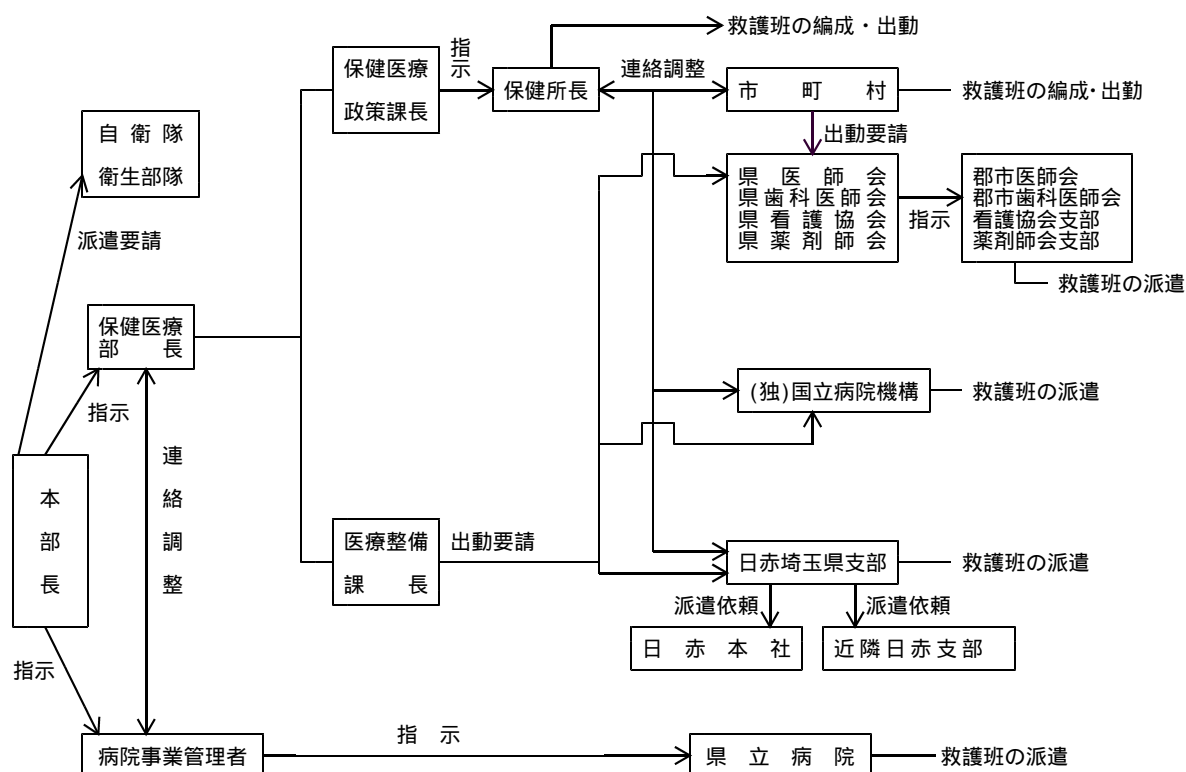 救護班の編成・出動
指
示
保健医療
政策課長
保健所長
連絡調整
市町村
救護班の編成・出勤
出動要請
自衛隊
衛生部隊
県医師会
県歯科医師会
県看護協会
県薬剤師会
指示
郡市医師会
郡市歯科医師会
看護協会支部
薬剤師会支部
救護班の派遣
派遣要請
保健医療
部長
指示
(独)国立病院機構
救護班の派遣
連
絡
調
整
本
部
長
医療整備
課長
出動要請
日赤埼玉県支部
救護班の派遣
派遣依頼
派遣依頼
日赤本社
近隣日赤支部
指示
病院事業管理者
指示
県立病院
救護班の派遣